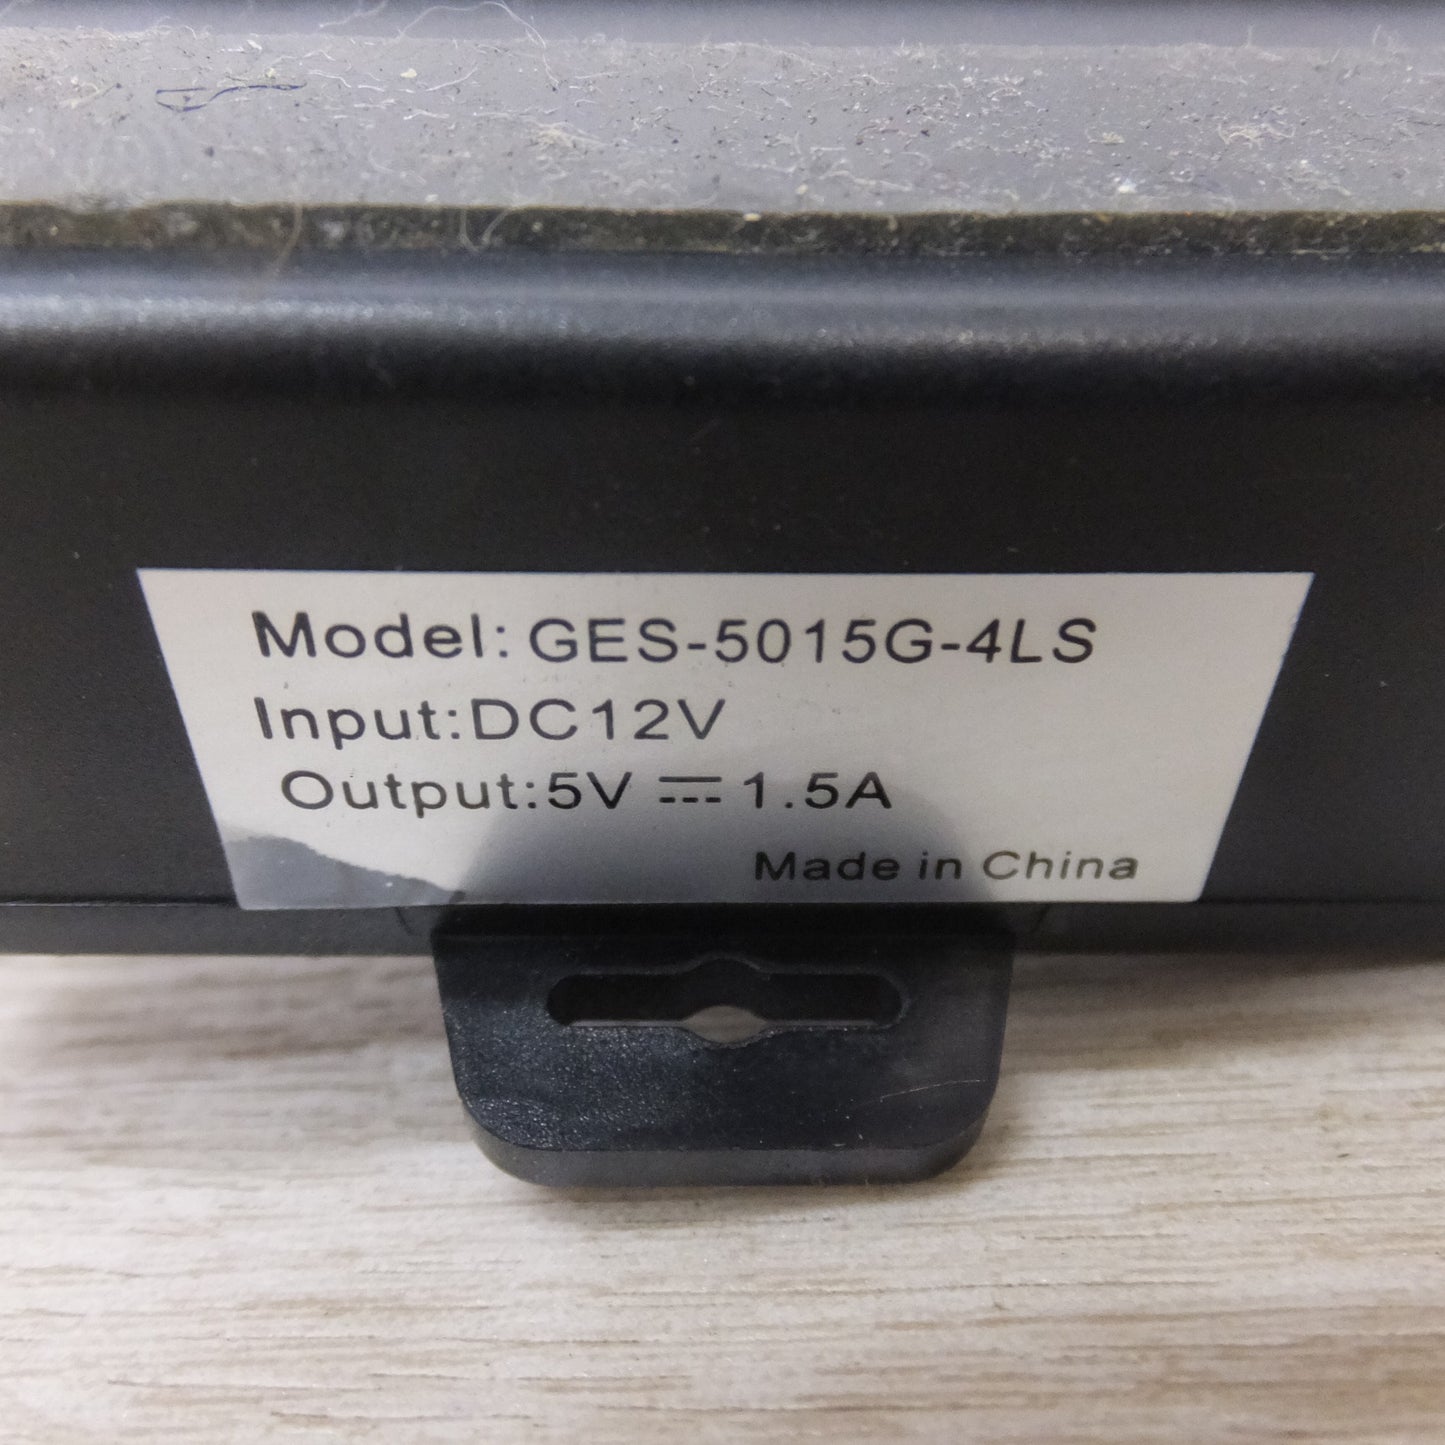 Model: GES-5015G-4LS
Input:DC12V
Output:5V ⎓ 1.5A
Made in China